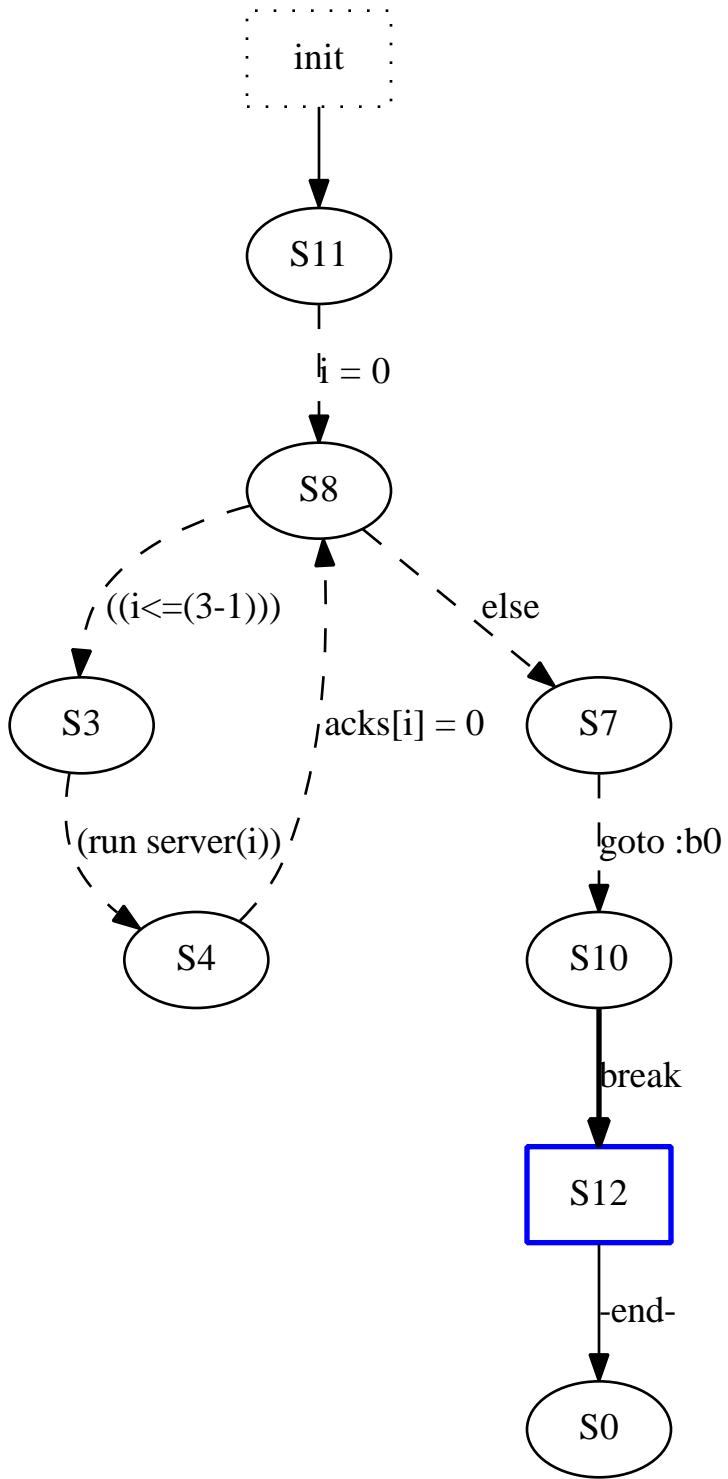 init
S11
i = 0
S8
((i<=(3-1)))
else
S3
acks[i] = 0
S7
(run server(i))
goto :b0
S4
S10
break
S12
-end-
S0